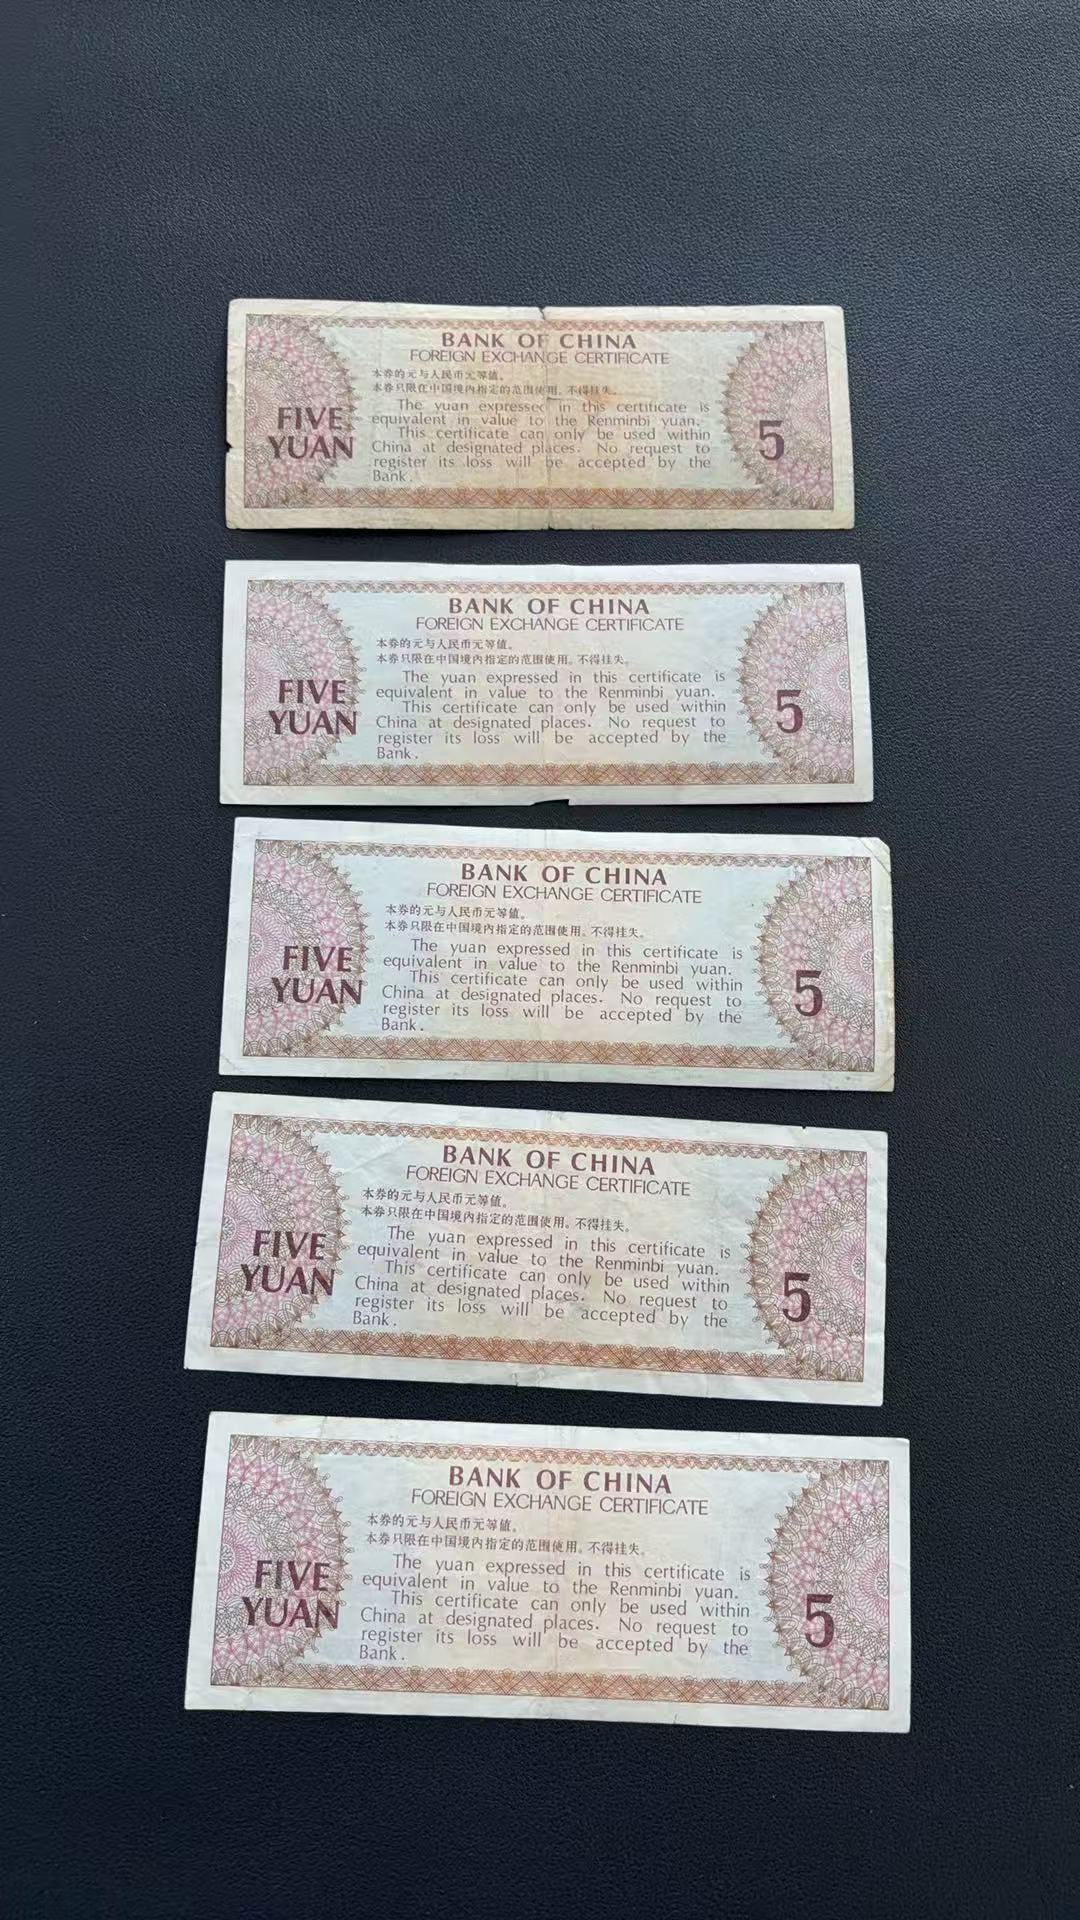 BANK OF CHINA
FOREIGN EXCHANGE CERTIFICATE
本券的元与人民币元等值。
本券只限在中国境内指定的范围使用。不得挂失。
The yuan expressed in this certificate is
equivalent in value to the Renminbi yuan.
This certificate can only be used within
China at designated places. No request to
register its loss will be accepted by the
Bank.
FIVE
YUAN
5
BANK OF CHINA
FOREIGN EXCHANGE CERTIFICATE
本券的元与人民币元等值。
本券只限在中国境内指定的范围使用。不得挂失。
The yuan expressed in this certificate is
equivalent in value to the Renminbi yuan.
This certificate can only be used within
China at designated places. No request to
register its loss will be accepted by the
Bank.
FIVE
YUAN
5
BANK OF CHINA
FOREIGN EXCHANGE CERTIFICATE
本券的元与人民币元等值。
本券只限在中国境内指定的范围使用。不得挂失。
The yuan expressed in this certificate is
equivalent in value to the Renminbi yuan.
This certificate can only be used within
China at designated places. No request to
register its loss will be accepted by the
Bank.
FIVE
YUAN
5
BANK OF CHINA
FOREIGN EXCHANGE CERTIFICATE
本券的元与人民币元等值。
本券只限在中国境内指定的范围使用。不得挂失。
The yuan expressed in this certificate is
equivalent in value to the Renminbi yuan.
This certificate can only be used within
China at designated places. No request to
register its loss will be accepted by the
Bank.
FIVE
YUAN
5
BANK OF CHINA
FOREIGN EXCHANGE CERTIFICATE
本券的元与人民币元等值。
本券只限在中国境内指定的范围使用。不得挂失。
The yuan expressed in this certificate is
equivalent in value to the Renminbi yuan.
This certificate can only be used within
China at designated places. No request to
register its loss will be accepted by the
Bank.
FIVE
YUAN
5